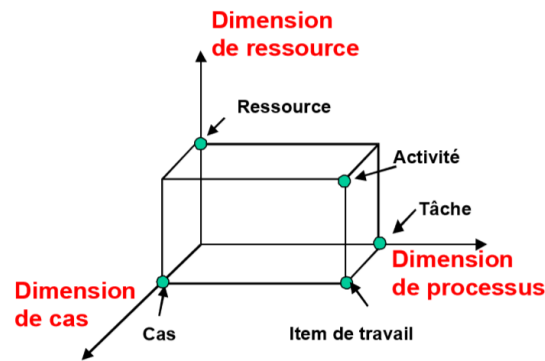 Dimension
de ressource
Ressource
Activité
Tâche
Dimension
de processus
Dimension
de cas
Cas
Item de travail